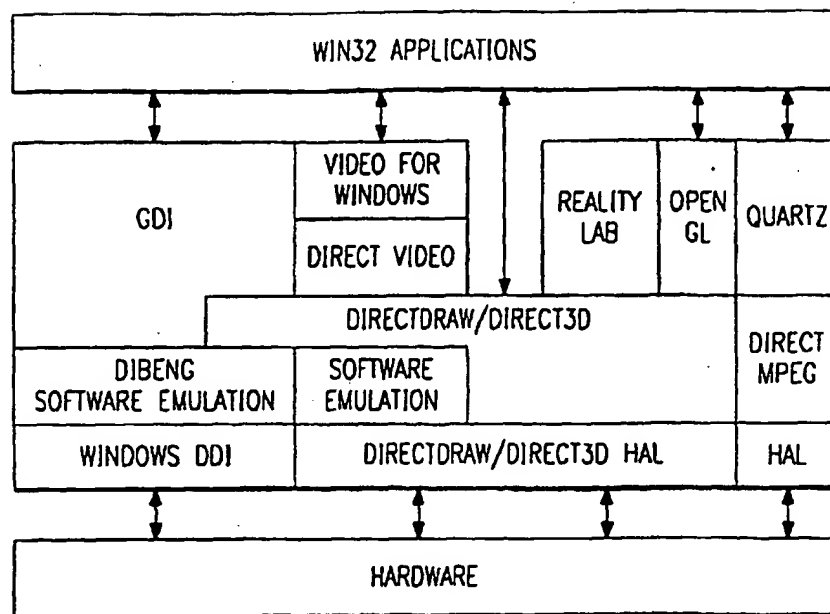 WIN32 APPLICATIONS
GDI
VIDEO FOR
WINDOWS
DIRECT VIDEO
REALITY
LAB
OPEN
GL
QUARTZ
DIRECTDRAW/DIRECT3D
DIBENG
SOFTWARE EMULATION
SOFTWARE
EMULATION
DIRECT
MPEG
WINDOWS DDI
DIRECTDRAW/DIRECT3D HAL
HAL
HARDWARE